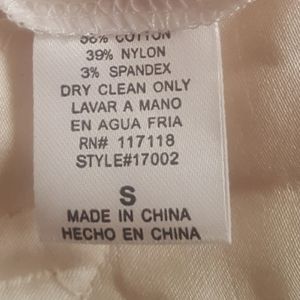 58% COTTON
39% NYLON
3% SPANDEX
DRY CLEAN ONLY
LAVAR A MANO
EN AGUA FRIA
RN# 117118
STYLE#17002
S
MADE IN CHINA
HECHO EN CHINA